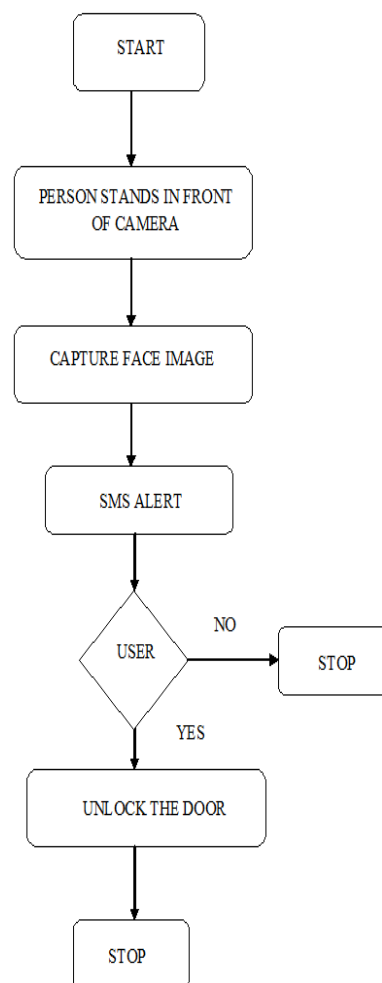 START
PERSON STANDS IN FRONT
OF CAMERA
CAPTURE FACE IMAGE
SMS ALERT
USER
NO
STOP
YES
UNLOCK THE DOOR
STOP